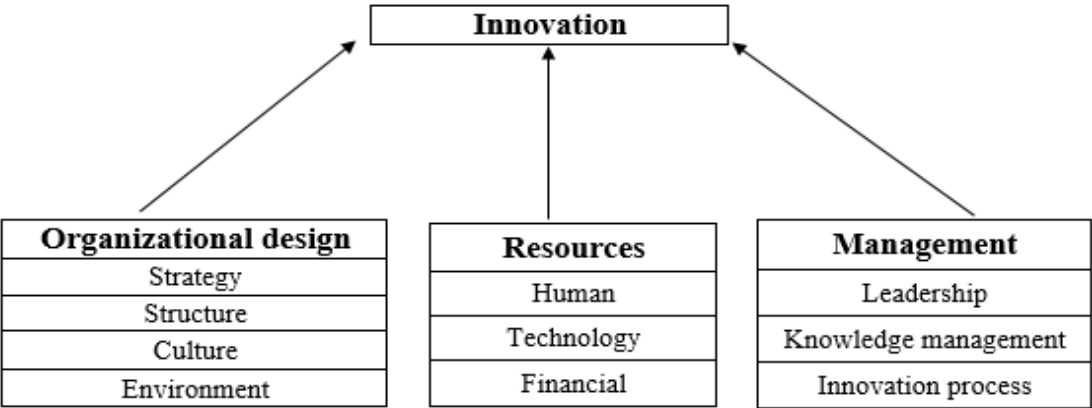 Innovation
Organizational design
Strategy
Structure
Culture
Environment
Resources
Human
Technology
Financial
Management
Leadership
Knowledge management
Innovation process